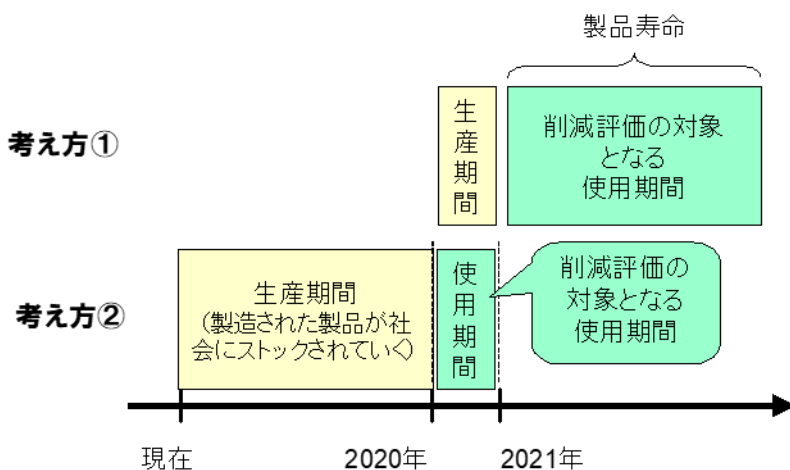 製品寿命
考え方①
生産期間
削減評価の対象
となる
使用期間
考え方②
生産期間
(製造された製品が社
会にストックされていく)
使用期間
削減評価の
対象となる
使用期間
現在
2020年
2021年